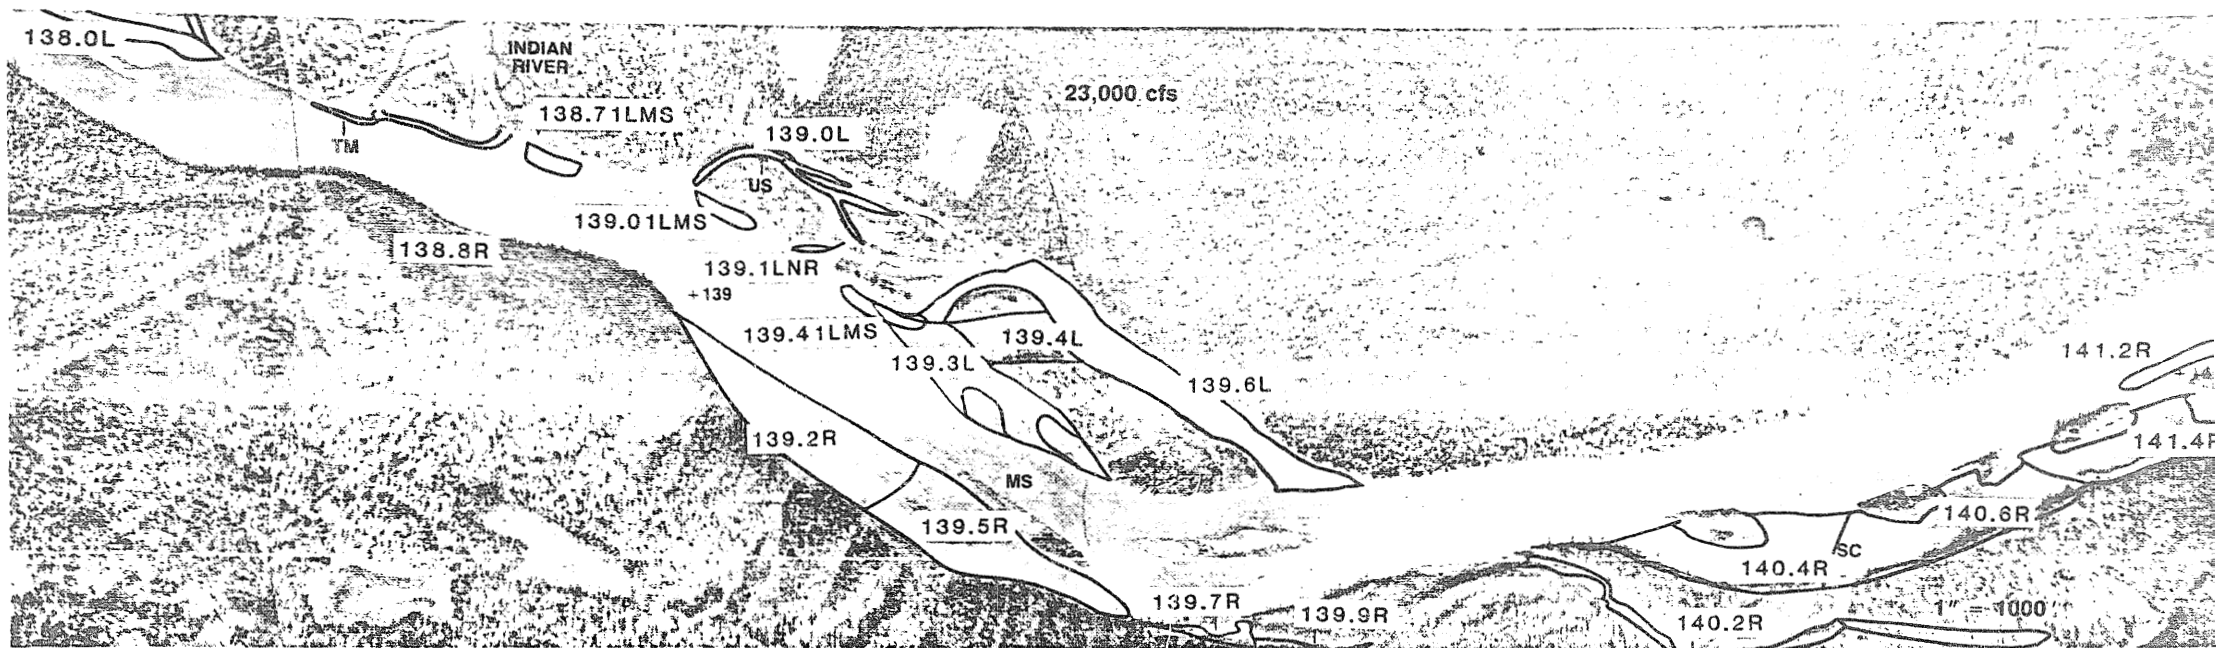 138.0L
INDIAN
RIVER
23,000 cfs
138.71LMS
139.0L
TM
US
139.01LMS
138.8R
139.1LNR
+139
139.41LMS
139.4L
139.3L
141.2R
139.6L
139.2R
141.4R
MS
139.5R
140.6R
SC
140.4R
139.7R
139.9R
1" = 1000'
140.2R